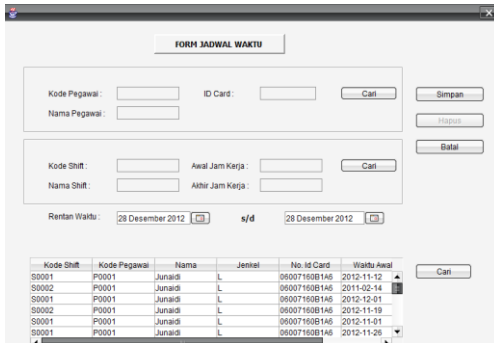 FORM JADWAL WAKTU
Kode Pegawai : ID Card : Cari Simpan
Nama Pegawai : Hapus
Batal
Kode Shift : Awal Jam Kerja : Cari
Nama Shift : Akhir Jam Kerja :
Rentan Waktu : 28 Desember 2012 s/d 28 Desember 2012
Kode Shift Kode Pegawai Nama Jenkel No. Id Card Waktu Awal Cari
S0001 P0001 Junaidi L 06007160B1A6 2012-11-12
S0002 P0001 Junaidi L 06007160B1A6 2011-02-14
S0001 P0001 Junaidi L 06007160B1A6 2012-12-01
S0002 P0001 Junaidi L 06007160B1A6 2012-11-19
S0001 P0001 Junaidi L 06007160B1A6 2012-11-01
S0001 P0001 Junaidi L 06007160B1A6 2012-11-26